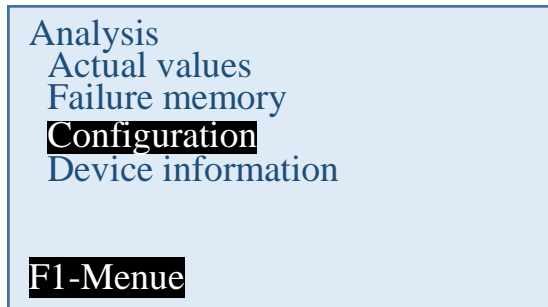 Analysis
Actual values
Failure memory
Configuration
Device information
F1-Menue